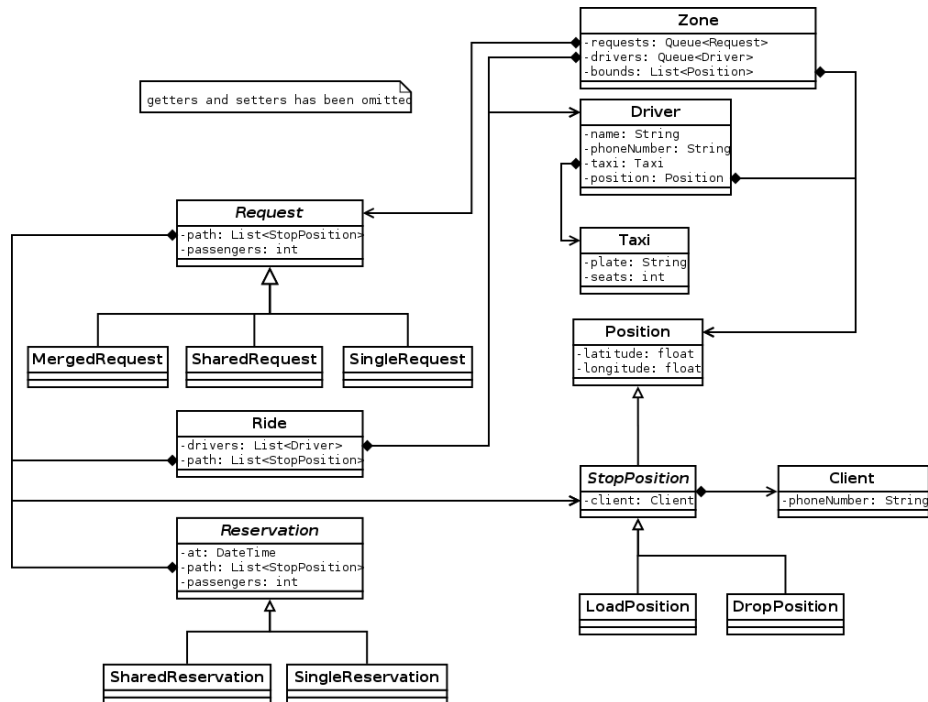 Zone
-requests: Queue<Request>
-drivers: Queue<Driver>
-bounds: List<Position>
getters and setters has been omitted
Driver
-name: String
-phoneNumber: String
-taxi: Taxi
-position: Position
Request
-path: List<StopPosition>
-passengers: int
Taxi
-plate: String
-seats: int
MergedRequest
SharedRequest
SingleRequest
Position
-latitude: float
-longitude: float
Ride
-drivers: List<Driver>
-path: List<StopPosition>
StopPosition
-client: Client
Client
-phoneNumber: String
Reservation
-at: DateTime
-path: List<StopPosition>
-passengers: int
LoadPosition
DropPosition
SharedReservation
SingleReservation